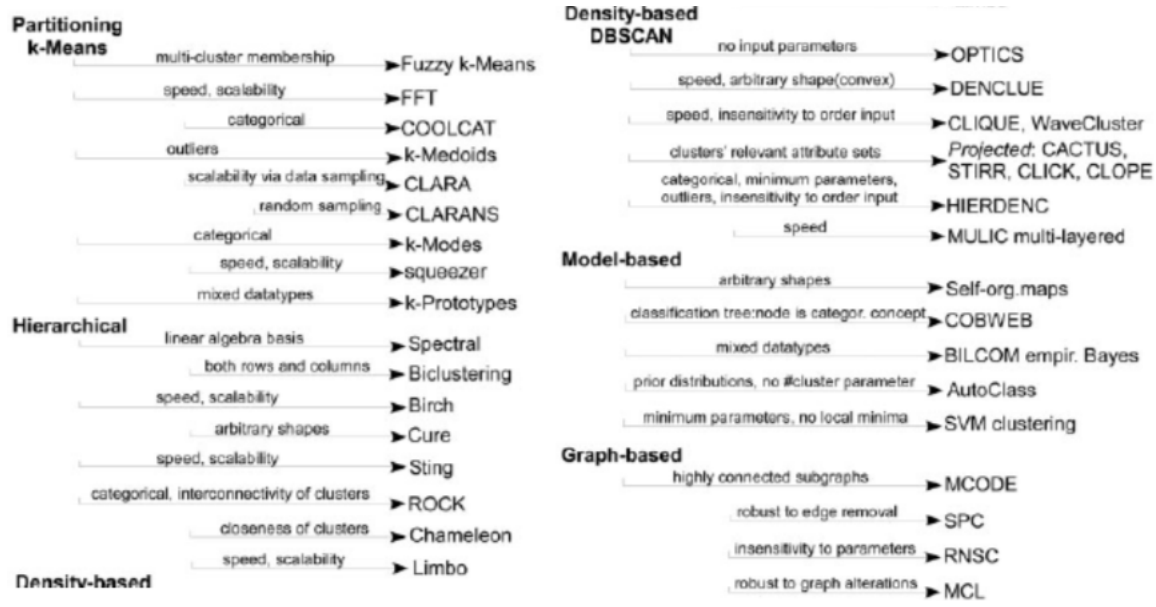 Partitioning
k-Means
multi-cluster membership Fuzzy k-Means
speed, scalability FFT
categorical COOLCAT
outliers k-Medoids
scalability via data sampling CLARA
random sampling CLARANS
categorical k-Modes
speed, scalability squeezer
mixed datatypes k-Prototypes
Hierarchical
linear algebra basis Spectral
both rows and columns Biclustering
speed, scalability Birch
arbitrary shapes Cure
speed, scalability Sting
categorical, interconnectivity of clusters ROCK
closeness of clusters Chameleon
speed, scalability Limbo
Density-based
Density-based
DBSCAN
no input parameters OPTICS
speed, arbitrary shape(convex) DENCLUE
speed, insensitivity to order input CLIQUE, WaveCluster
clusters' relevant attribute sets Projected: CACTUS,
STIRR, CLICK, CLOPE
categorical, minimum parameters,
outliers, insensitivity to order input HIERDENC
speed MULIC multi-layered
Model-based
arbitrary shapes Self-org.maps
classification tree:node is categor. concept COBWEB
mixed datatypes BILCOM empir. Bayes
prior distributions, no #cluster parameter AutoClass
minimum parameters, no local minima SVM clustering
Graph-based
highly connected subgraphs MCODE
robust to edge removal SPC
insensitivity to parameters RNSC
robust to graph alterations MCL